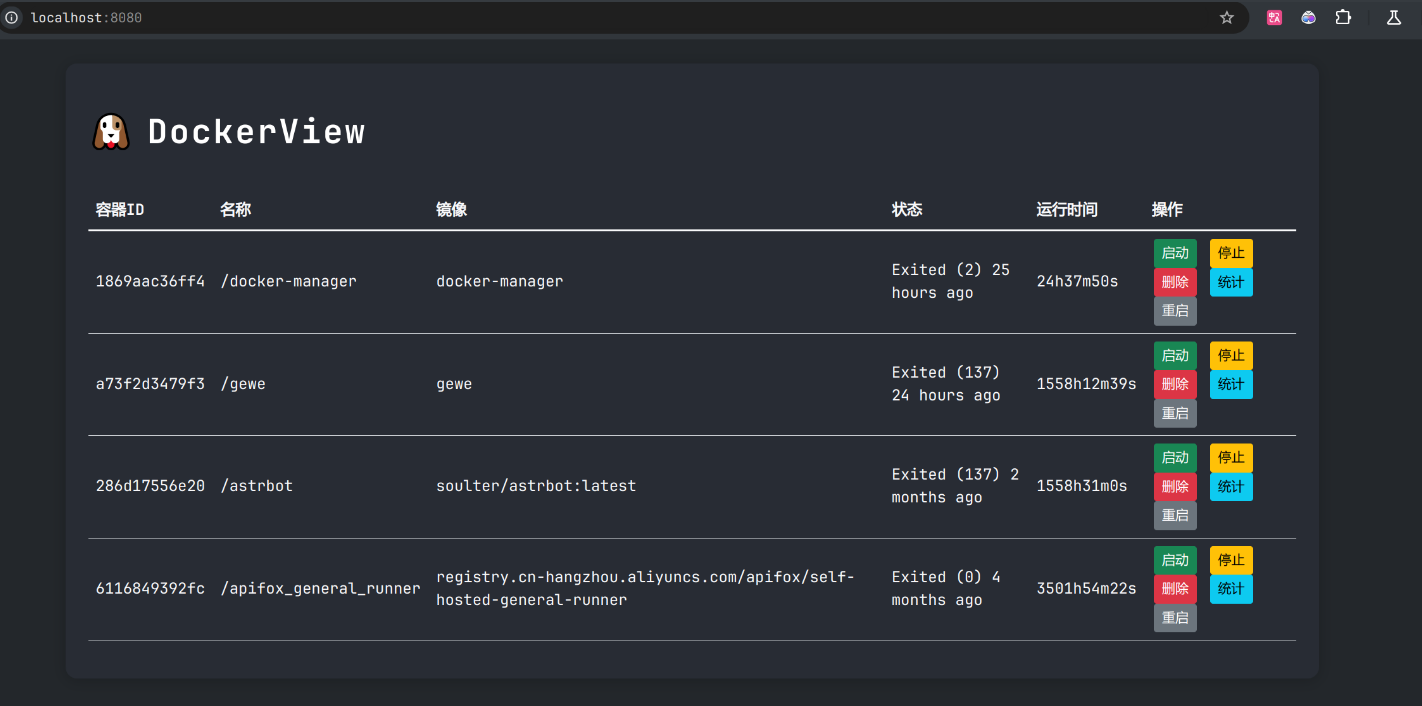 localhost:8080
DockerView
容器ID 名称 镜像 状态 运行时间 操作
1869aac36ff4 /docker-manager docker-manager Exited (2) 25 hours ago 24h37m50s 启动 停止 删除 统计 重启
a73f2d3479f3 /gewe gewe Exited (137) 24 hours ago 1558h12m39s 启动 停止 删除 统计 重启
286d17556e20 /astrbot soulter/astrbot:latest Exited (137) 2 months ago 1558h31m0s 启动 停止 删除 统计 重启
6116849392fc /apifox_general_runner registry.cn-hangzhou.aliyuncs.com/apifox/self-hosted-general-runner Exited (0) 4 months ago 3501h54m22s 启动 停止 删除 统计 重启